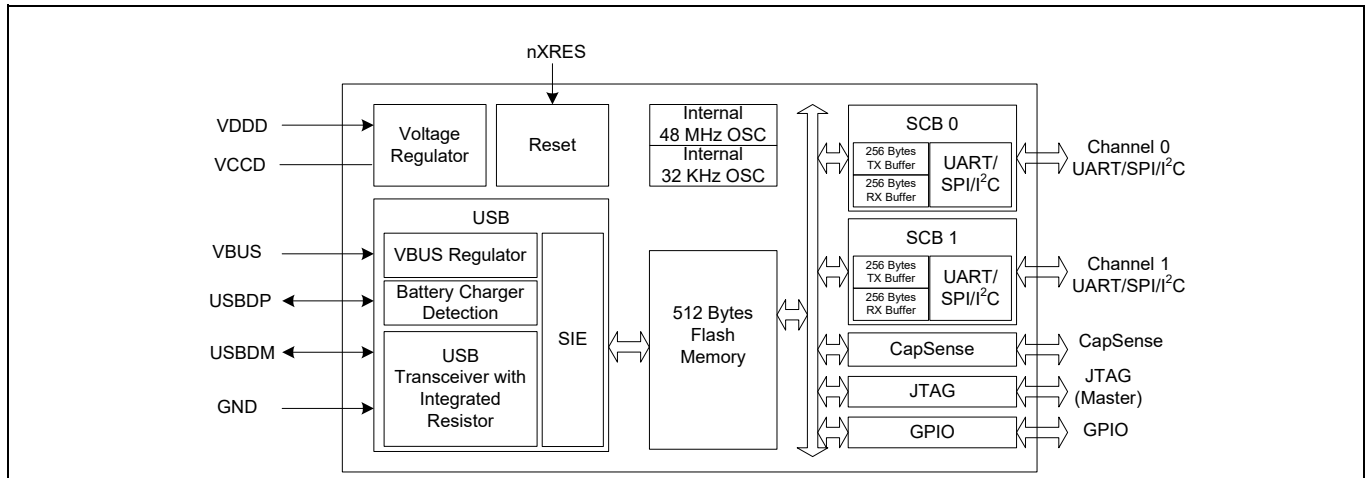 nXRES
VDDD
VCCD
VBUS
USBDP
USBDM
GND
Voltage
Regulator
Reset
Internal
48 MHz OSC
Internal
32 KHz OSC
USB
VBUS Regulator
Battery Charger
Detection
USB
Transceiver with
Integrated
Resistor
SIE
512 Bytes
Flash
Memory
SCB 0
256 Bytes
TX Buffer
256 Bytes
RX Buffer
UART/
SPI/I²C
Channel 0
UART/SPI/I²C
SCB 1
256 Bytes
TX Buffer
256 Bytes
RX Buffer
UART/
SPI/I²C
Channel 1
UART/SPI/I²C
CapSense
CapSense
JTAG
JTAG
(Master)
GPIO
GPIO